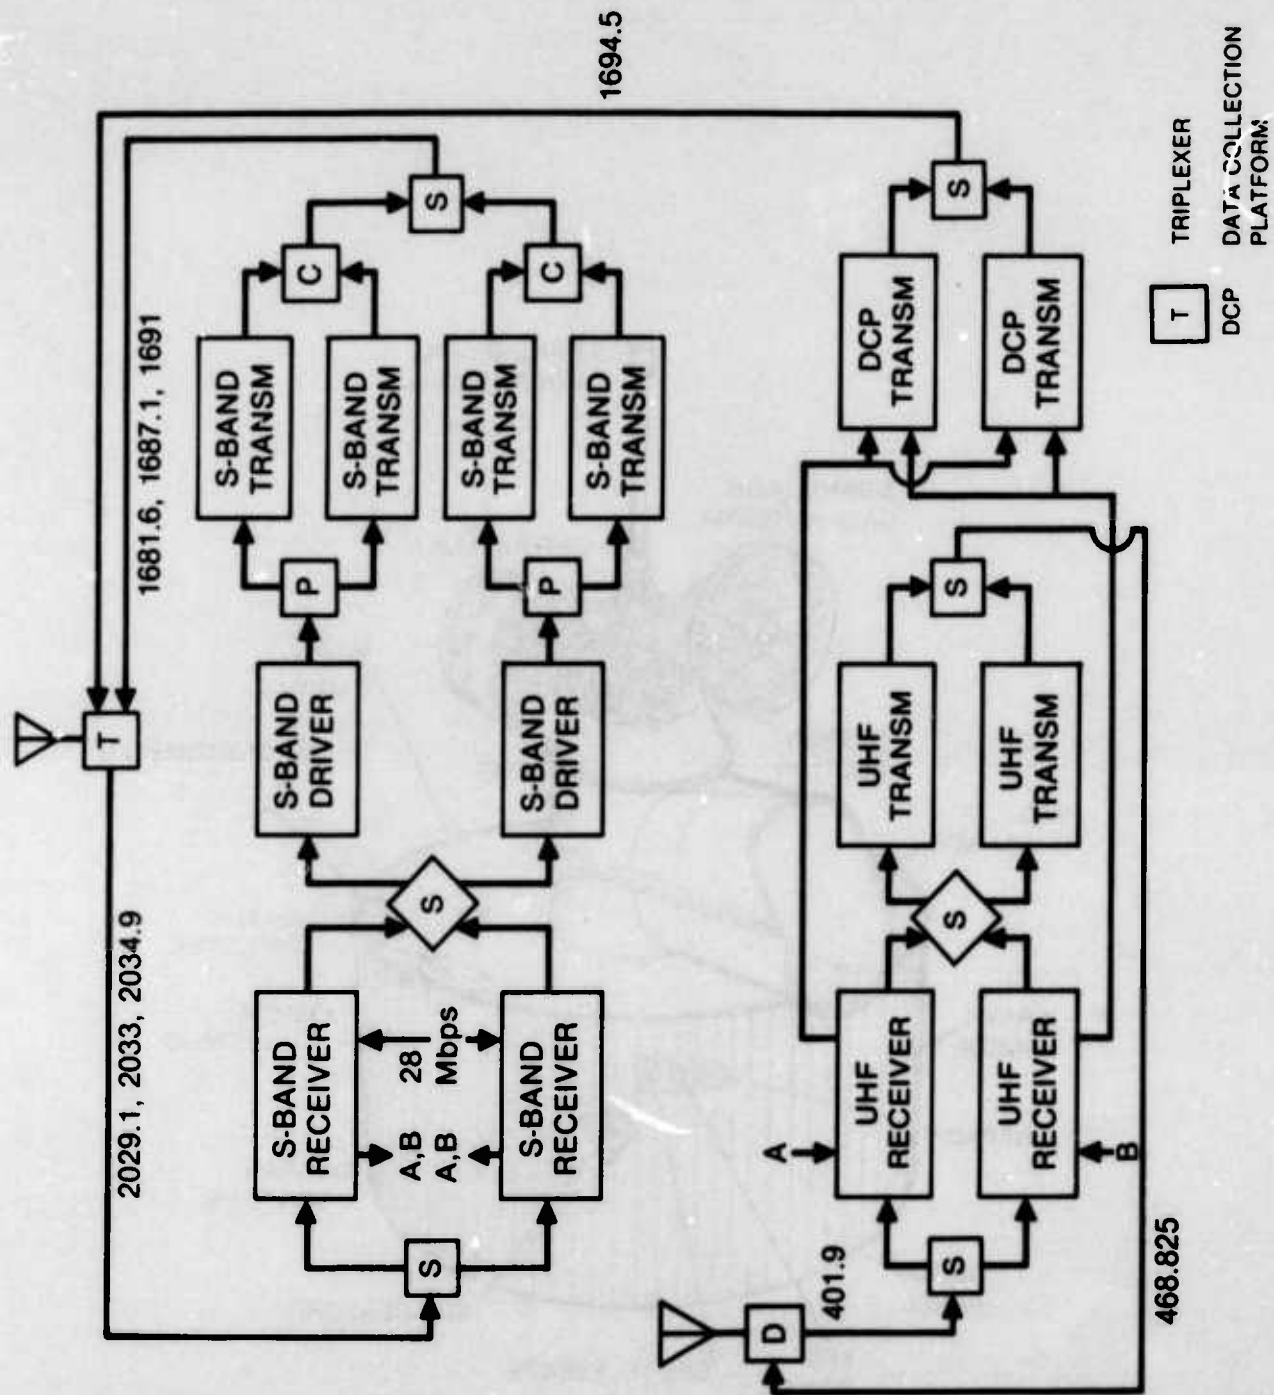 T
2029.1, 2033, 2034.9
1681.6, 1687.1, 1691
S-BAND
RECEIVER
S-BAND
DRIVER
P
S-BAND
TRANSM
S-BAND
TRANSM
C
S
A,B
A,B
28
Mbps
S
S
S-BAND
RECEIVER
S-BAND
DRIVER
P
S-BAND
TRANSM
S-BAND
TRANSM
C
1694.5
D
401.9
S
A
UHF
RECEIVER
UHF
RECEIVER
B
S
UHF
TRANSM
UHF
TRANSM
S
DCP
TRANSM
DCP
TRANSM
S
468.825
T
TRIPLEXER
DCP
DATA COLLECTION
PLATFORM